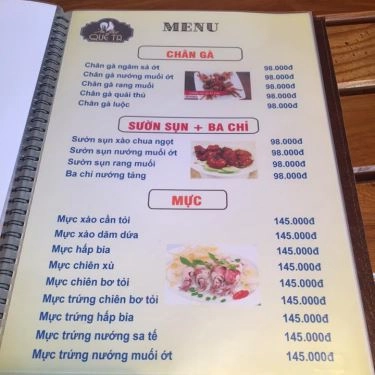 QUÊ TA
MENU
CHÂN GÀ
Chân gà ngâm sả ớt 98.000đ
Chân gà nướng muối ớt 98.000đ
Chân gà rang muối 98.000đ
Chân gà quái thú 98.000đ
Chân gà luộc 98.000đ
SƯỜN SỤN + BA CHỈ
Sườn sụn xào chua ngọt 98.000đ
Sườn sụn nướng muối ớt 98.000đ
Sườn sụn rang muối 98.000đ
Ba chỉ nướng tảng 98.000đ
MỰC
Mực xào cần tỏi 145.000đ
Mực xào dăm dứa 145.000đ
Mực hấp bia 145.000đ
Mực chiên xù 145.000đ
Mực chiên bơ tỏi 145.000đ
Mực trứng chiên bơ tỏi 145.000đ
Mực trứng hấp bia 145.000đ
Mực trứng nướng sa tế 145.000đ
Mực trứng nướng muối ớt 145.000đ